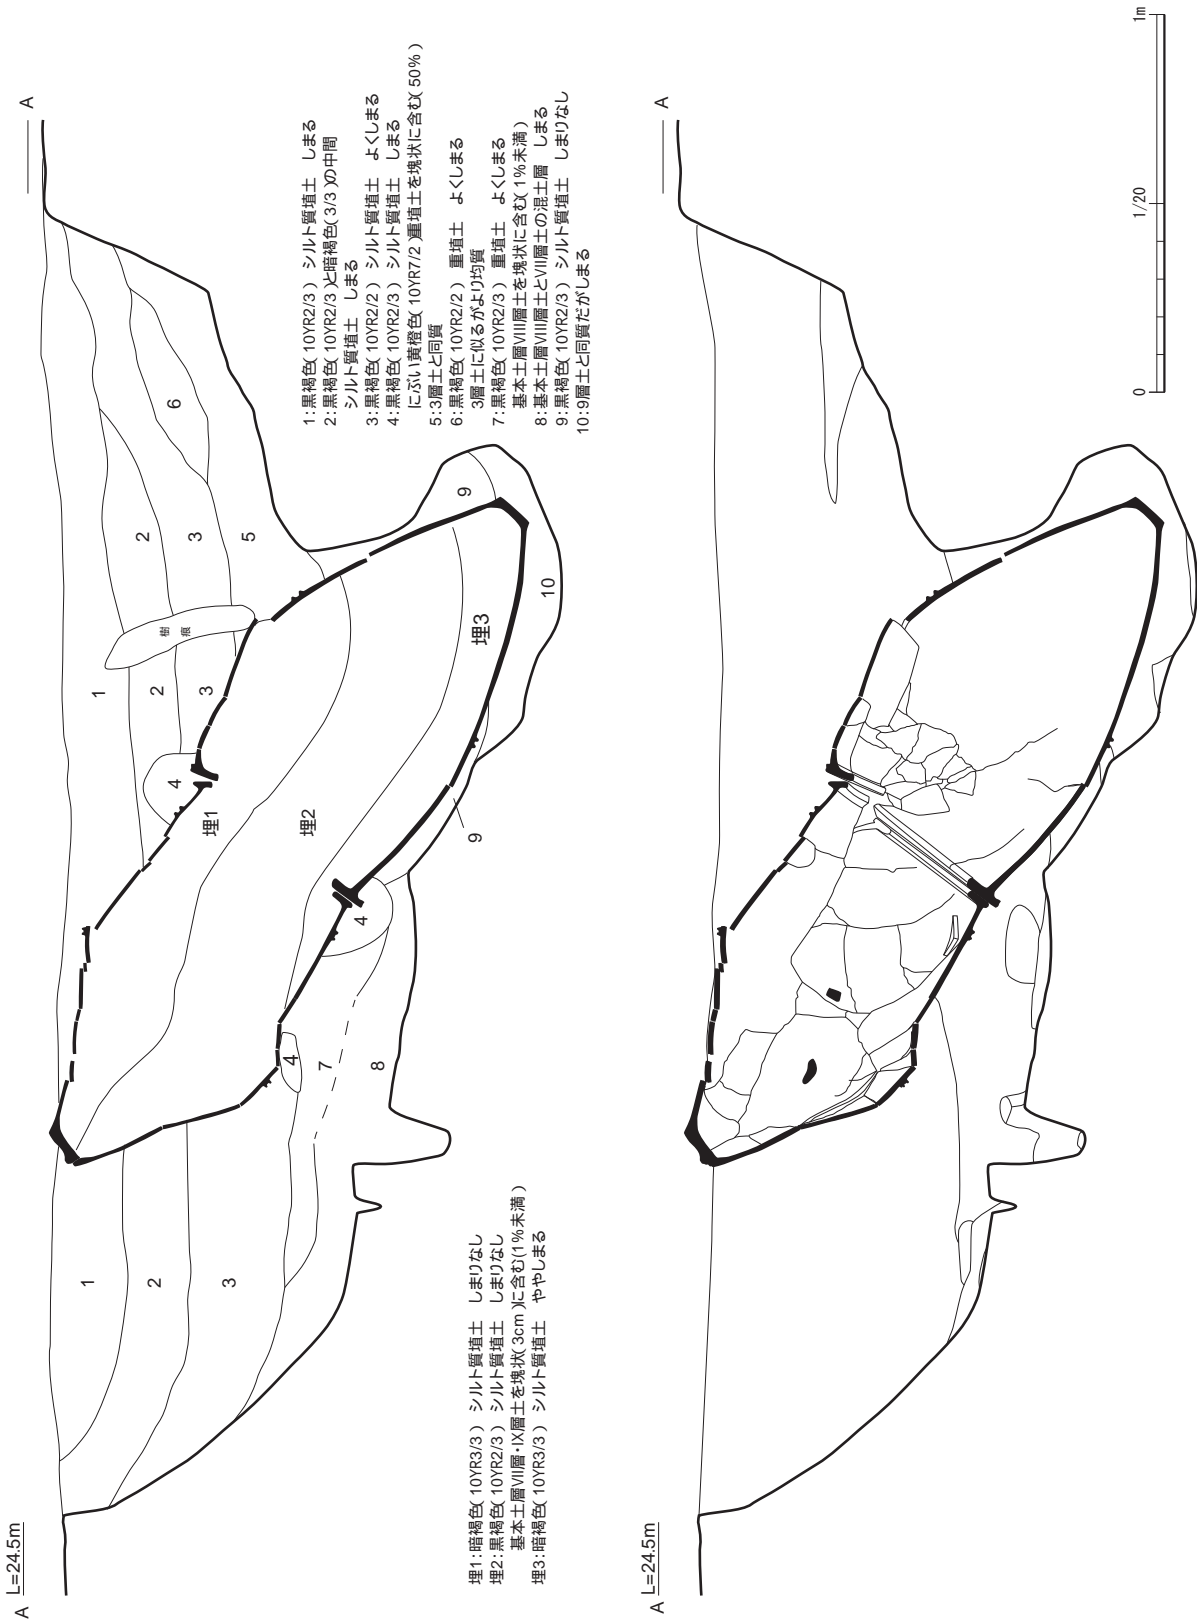 A L=24.5m
A
1
2
3
1
2
3
2
3
5
6
4
樹痕
埋1
埋2
埋3
4
4
7
8
9
9
10
1:黒褐色(10YR2/3) シルト質埴土 しまる
2:黒褐色(10YR2/3)と暗褐色(3/3)の中間
シルト質埴土 しまる
3:黒褐色(10YR2/2) シルト質埴土 よくしまる
4:黒褐色(10YR2/3) シルト質埴土 しまる
にぶい黄橙色(10YR7/2)重埴土を塊状に含む(50%)
5:3層土と同質
6:黒褐色(10YR2/2) 重埴土 よくしまる
3層土に似るがより均質
7:黒褐色(10YR2/3) 重埴土 よくしまる
基本土層VIII層土を塊状に含む(1%未満)
8:基本土層VIII層土とVII層土の混土層 しまる
9:黒褐色(10YR2/3) シルト質埴土 しまりなし
10:9層土と同質だがしまる
埋1:暗褐色(10YR3/3) シルト質埴土 しまりなし
埋2:黒褐色(10YR2/3) シルト質埴土 しまりなし
基本土層VII層・IX層土を塊状(3cm)に含む(1%未満)
埋3:暗褐色(10YR3/3) シルト質埴土 ややしまる
A L=24.5m
A
0 1/20 1m